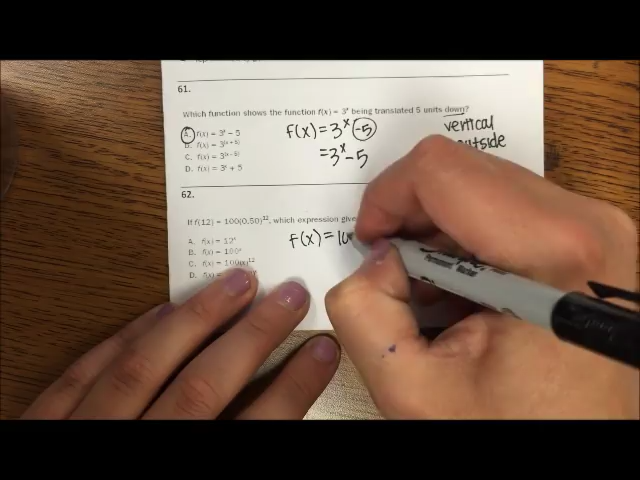 61.
Which function shows the function f(x) = 3ˣ being translated 5 units down?
A. f(x) = 3ˣ − 5
B. f(x) = 3⁽ˣ⁺⁵⁾
C. f(x) = 3⁽ˣ⁻⁵⁾
D. f(x) = 3ˣ + 5
f(x) = 3ˣ -5
= 3ˣ - 5
vertical
outside
62.
If f(12) = 100(0.50)¹², which expression give
A. f(x) = 12ˣ
B. f(x) = 100ˣ
C. f(x) = 100(x)¹²
D. f(x)
f(x) = 10
Permanent Marker